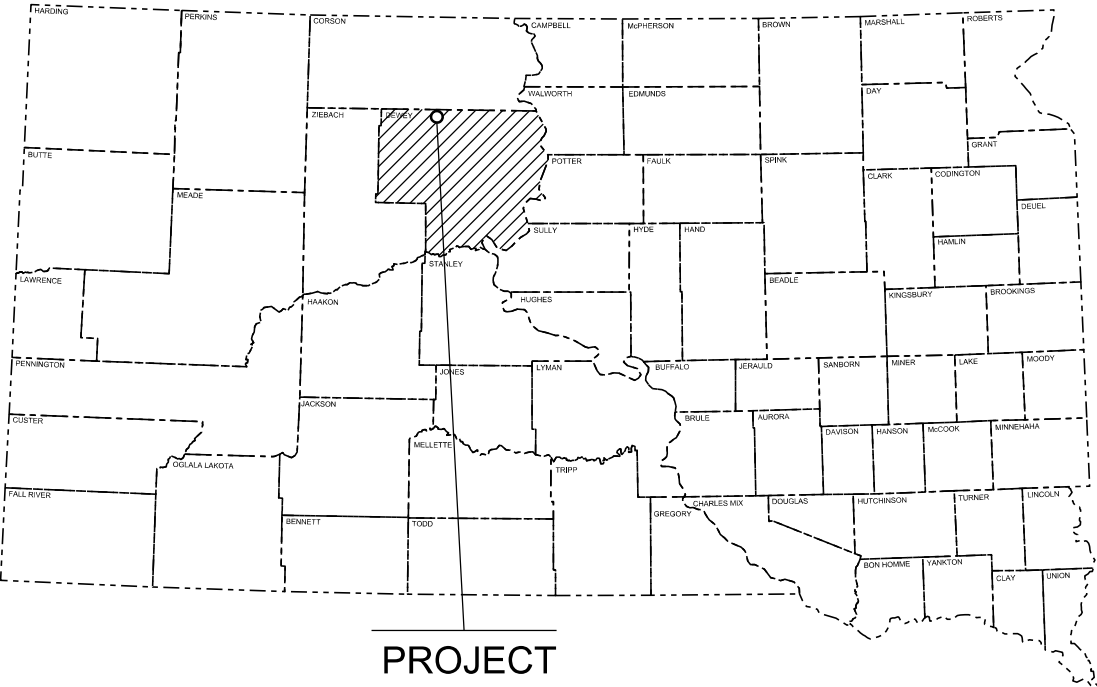 HARDING
PERKINS
CORSON
CAMPBELL
McPHERSON
BROWN
MARSHALL
ROBERTS
WALWORTH
EDMUNDS
DAY
ZIEBACH
DEWEY
GRANT
BUTTE
POTTER
FAULK
SPINK
CLARK
CODINGTON
MEADE
DEUEL
SULLY
HYDE
HAND
HAMLIN
LAWRENCE
STANLEY
BEADLE
HAAKON
HUGHES
KINGSBURY
BROOKINGS
PENNINGTON
JONES
LYMAN
BUFFALO
JERAULD
SANBORN
MINER
LAKE
MOODY
JACKSON
CUSTER
BRULE
AURORA
DAVISON
HANSON
McCOOK
MINNEHAHA
MELLETTE
OGLALA LAKOTA
TRIPP
FALL RIVER
CHARLES MIX
DOUGLAS
HUTCHINSON
TURNER
LINCOLN
BENNETT
TODD
GREGORY
BON HOMME
YANKTON
CLAY
UNION
PROJECT